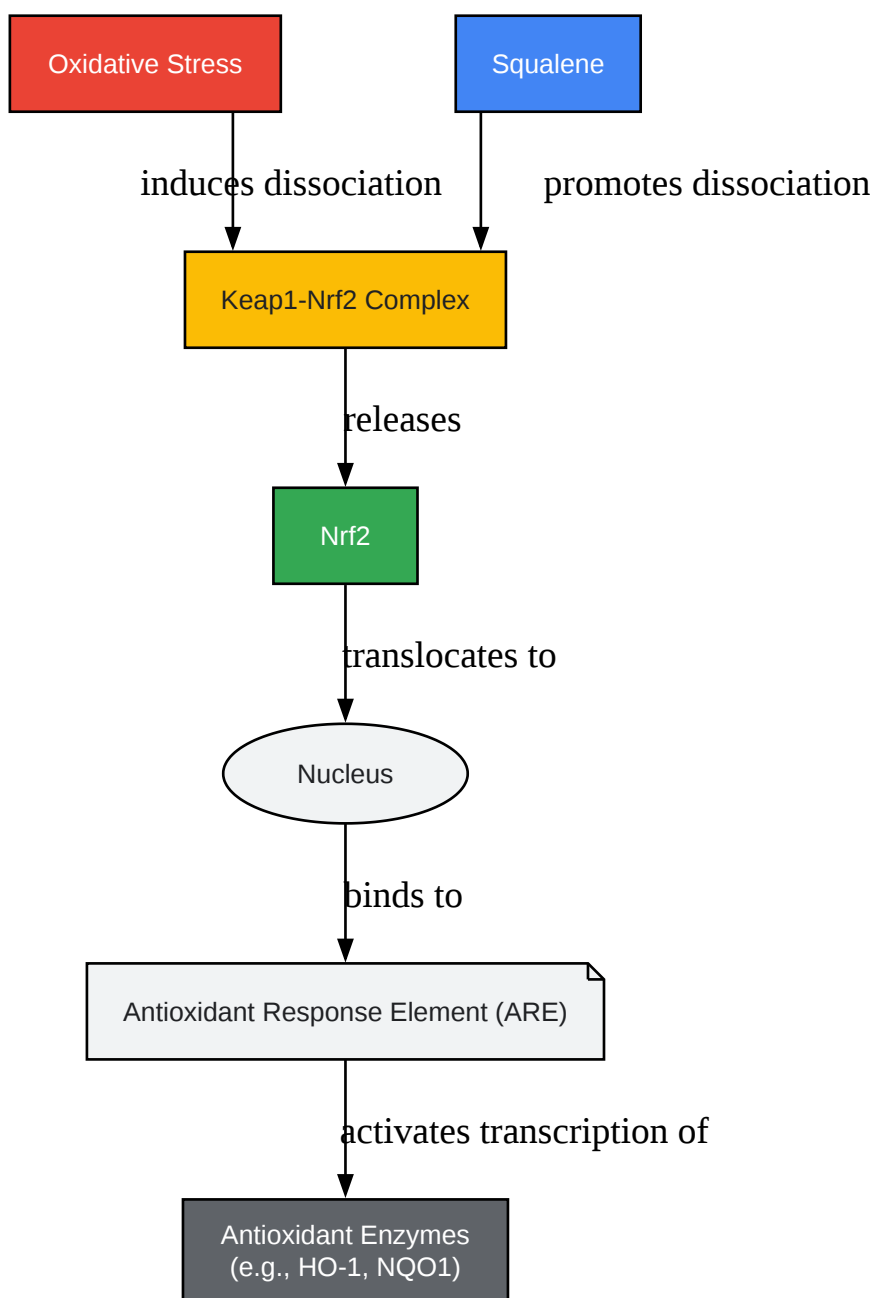 Oxidative Stress
Squalene
induces dissociation
promotes dissociation
Keap1-Nrf2 Complex
releases
Nrf2
translocates to
Nucleus
binds to
Antioxidant Response Element (ARE)
activates transcription of
Antioxidant Enzymes
(e.g., HO-1, NQO1)